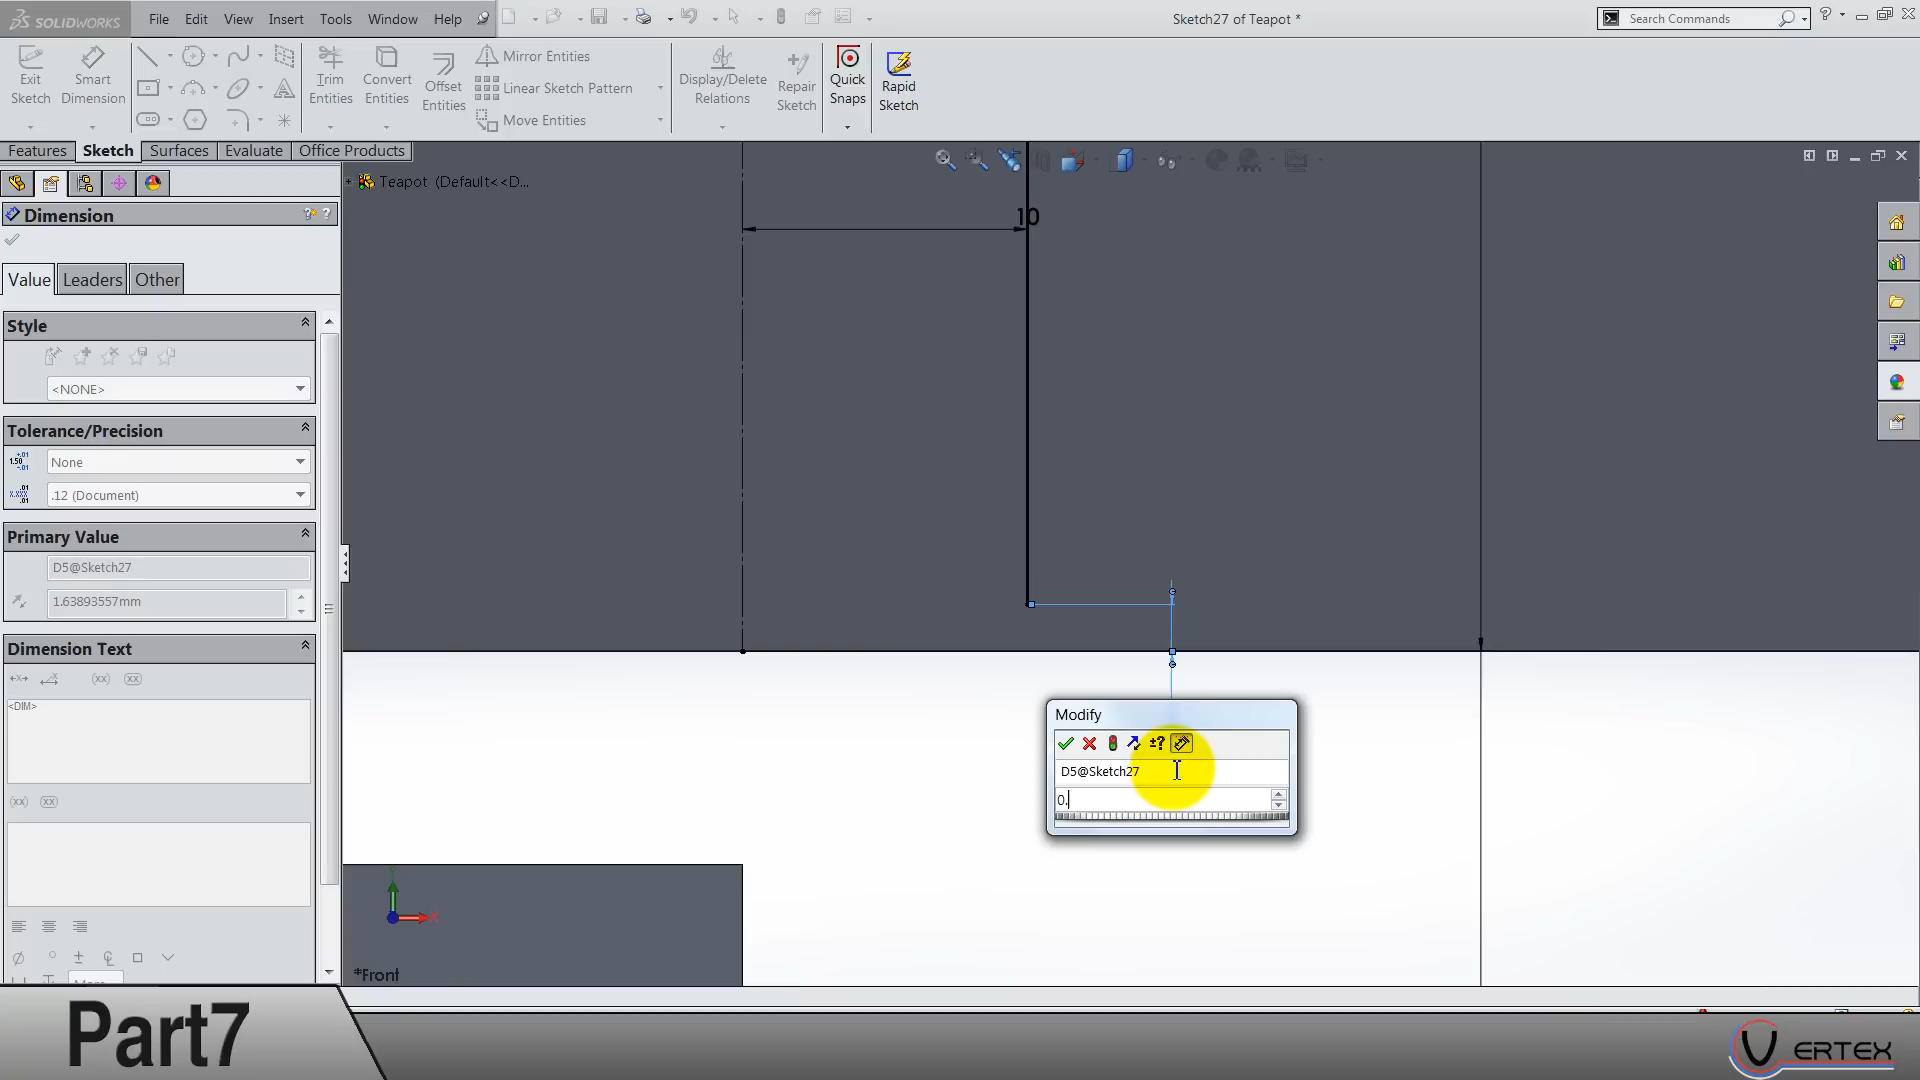 SOLIDWORKS File Edit View Insert Tools Window Help Sketch27 of Teapot * Search Commands
Exit Sketch
Smart Dimension
Trim Entities
Convert Entities
Offset Entities
Mirror Entities
Linear Sketch Pattern
Move Entities
Display/Delete Relations
Repair Sketch
Quick Snaps
Rapid Sketch
Features Sketch Surfaces Evaluate Office Products
Teapot (Default<<D...
Dimension
Value Leaders Other
Style
<NONE>
Tolerance/Precision
None
.12 (Document)
Primary Value
D5@Sketch27
1.63893557mm
Dimension Text
<DIM>
More
10
Modify
D5@Sketch27
0.
Y
X
*Front
Part7
VERTEX